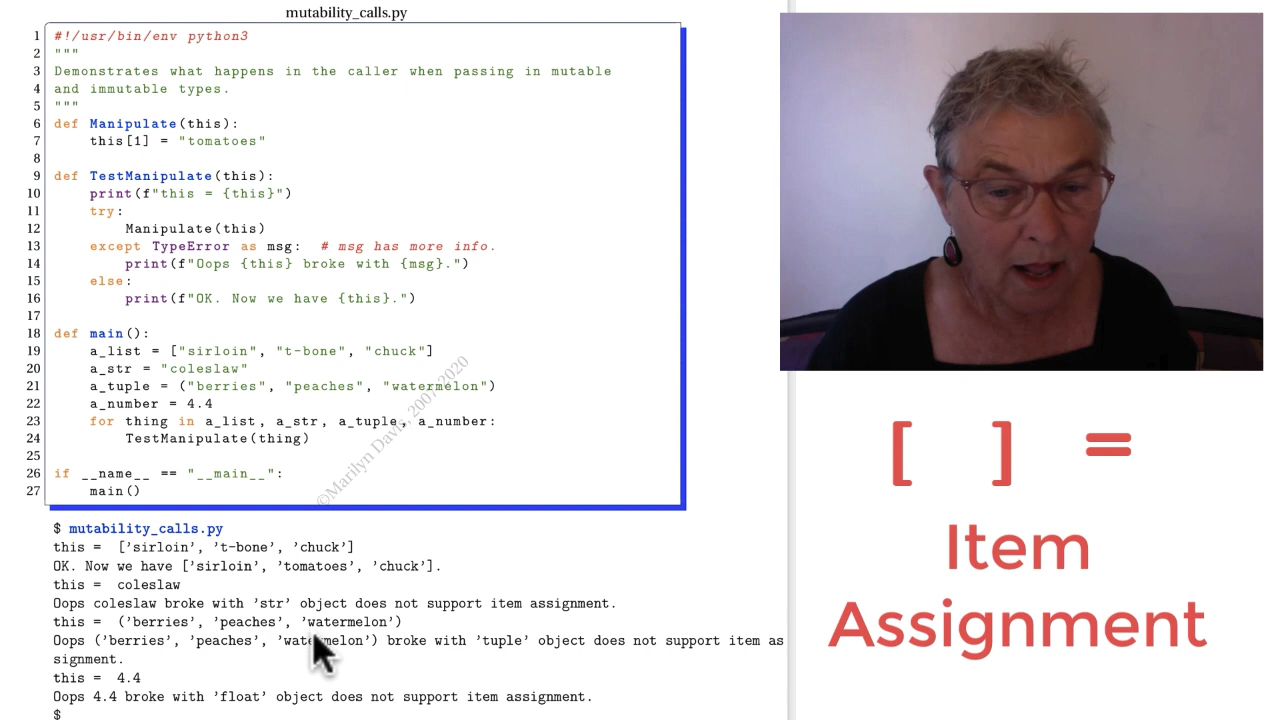 mutability_calls.py
1 #!/usr/bin/env python3
2 """
3 Demonstrates what happens in the caller when passing in mutable
4 and immutable types.
5 """
6 def Manipulate(this):
7     this[1] = "tomatoes"
8
9 def TestManipulate(this):
10     print(f"this = {this}")
11     try:
12         Manipulate(this)
13     except TypeError as msg:  # msg has more info.
14         print(f"Oops {this} broke with {msg}.")
15     else:
16         print(f"OK. Now we have {this}.")
17
18 def main():
19     a_list = ["sirloin", "t-bone", "chuck"]
20     a_str = "coleslaw"
21     a_tuple = ("berries", "peaches", "watermelon")
22     a_number = 4.4
23     for thing in a_list, a_str, a_tuple, a_number:
24         TestManipulate(thing)
25
26 if __name__ == "__main__":
27     main()
©Marilyn Davis, 2007-2020
$ mutability_calls.py
this =  ['sirloin', 't-bone', 'chuck']
OK. Now we have ['sirloin', 'tomatoes', 'chuck'].
this =  coleslaw
Oops coleslaw broke with 'str' object does not support item assignment.
this =  ('berries', 'peaches', 'watermelon')
Oops ('berries', 'peaches', 'watermelon') broke with 'tuple' object does not support item as
signment.
this =  4.4
Oops 4.4 broke with 'float' object does not support item assignment.
$
[ ] =
Item
Assignment